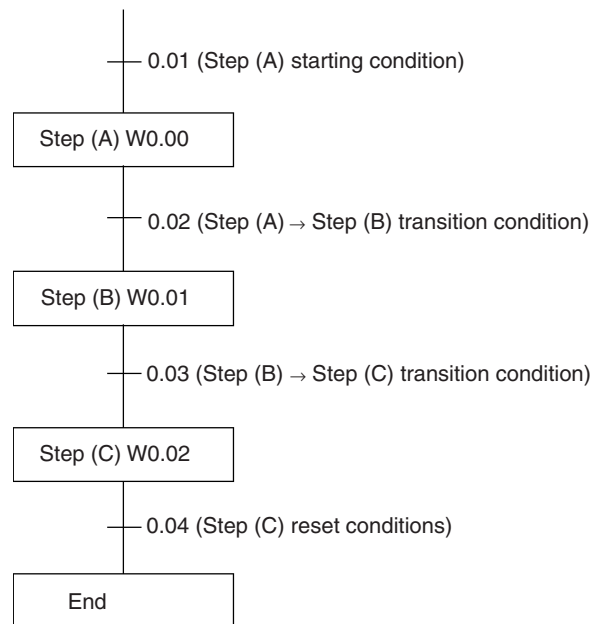 0.01 (Step (A) starting condition)
Step (A) W0.00
0.02 (Step (A) → Step (B) transition condition)
Step (B) W0.01
0.03 (Step (B) → Step (C) transition condition)
Step (C) W0.02
0.04 (Step (C) reset conditions)
End